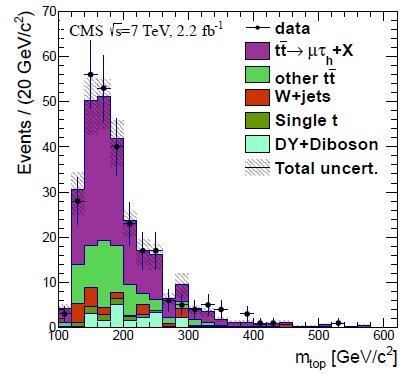 CMS √s=7 TeV, 2.2 fb⁻¹
data
tt̄→ μτₕ+X
other tt̄
W+jets
Single t
DY+Diboson
Total uncert.
Events / (20 GeV/c²)
70
60
50
40
30
20
10
0
100 200 300 400 500 600
mtop [GeV/c²]